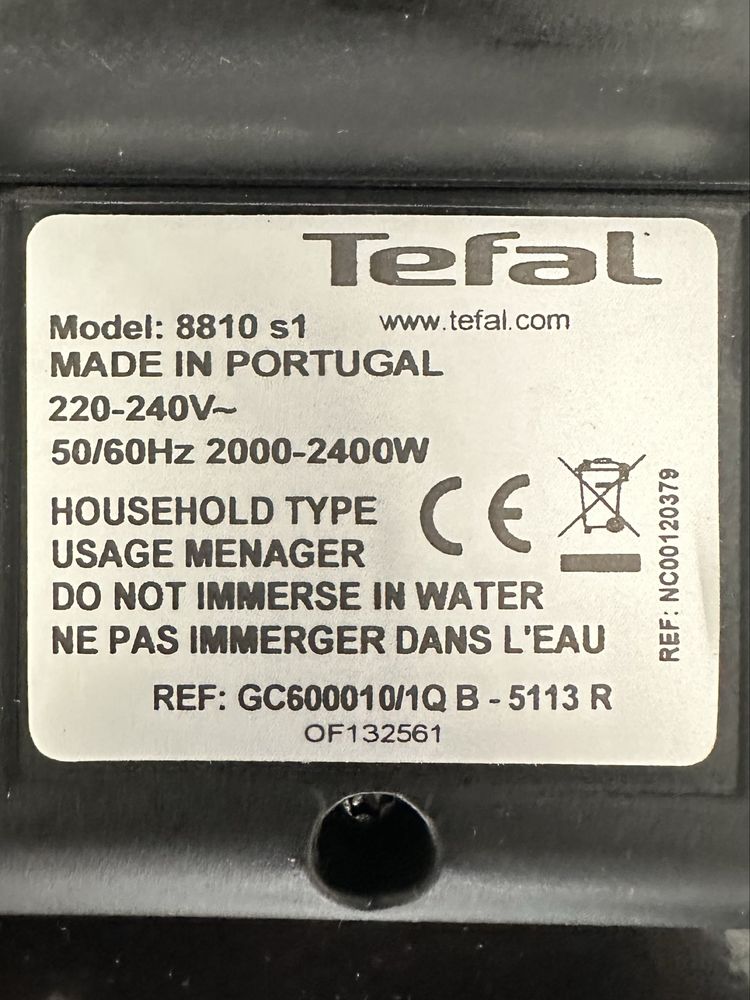 Tefal
Model: 8810 s1 www.tefal.com
MADE IN PORTUGAL
220-240V~
50/60Hz 2000-2400W
HOUSEHOLD TYPE
USAGE MENAGER
DO NOT IMMERSE IN WATER
NE PAS IMMERGER DANS L'EAU
CE
REF: NC00120379
REF: GC600010/1Q B - 5113 R
OF132561